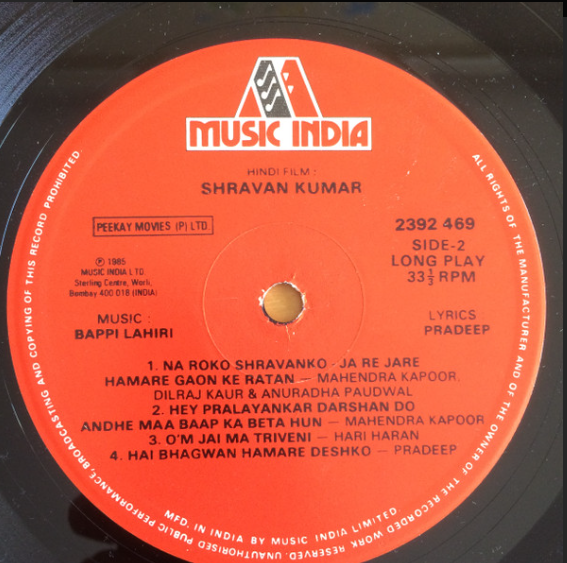 MUSIC INDIA
HINDI FILM :
SHRAVAN KUMAR
PEEKAY MOVIES (P) LTD.
2392 469
SIDE-2
LONG PLAY
33⅓ RPM
℗ 1985
MUSIC INDIA LTD
Sterling Centre, Worli,
Bombay 400 018 (INDIA)
MUSIC :
BAPPI LAHIRI
LYRICS :
PRADEEP
1. NA ROKO SHRAVANKO - JA RE JARE
HAMARE GAON KE RATAN — MAHENDRA KAPOOR,
DILRAJ KAUR & ANURADHA PAUDWAL
2. HEY PRALAYANKAR DARSHAN DO
ANDHE MAA BAAP KA BETA HUN — MAHENDRA KAPOOR
3. O'M JAI MA TRIVENI — HARI HARAN
4. HAI BHAGWAN HAMARE DESHKO — PRADEEP
MFD. IN INDIA BY MUSIC INDIA LIMITED.
ALL RIGHTS OF THE MANUFACTURER AND OF THE OWNER OF THE RECORDED WORK RESERVED. UNAUTHORISED PUBLIC PERFORMANCE, BROADCASTING AND COPYING OF THIS RECORD PROHIBITED.